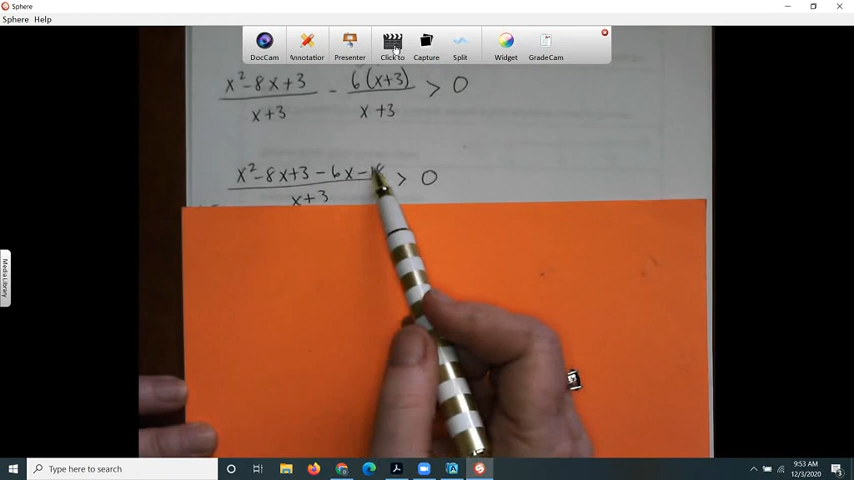 Sphere
Sphere Help
DocCam
Annotation
Presenter
Click to
Capture
Split
Widget
GradeCam
Media Library
x² - 8x + 3 / x + 3 - 6(x+3) / x + 3 > 0
x² - 8x + 3 - 6x - 18 / x + 3 > 0
Type here to search
9:53 AM
12/3/2020
3